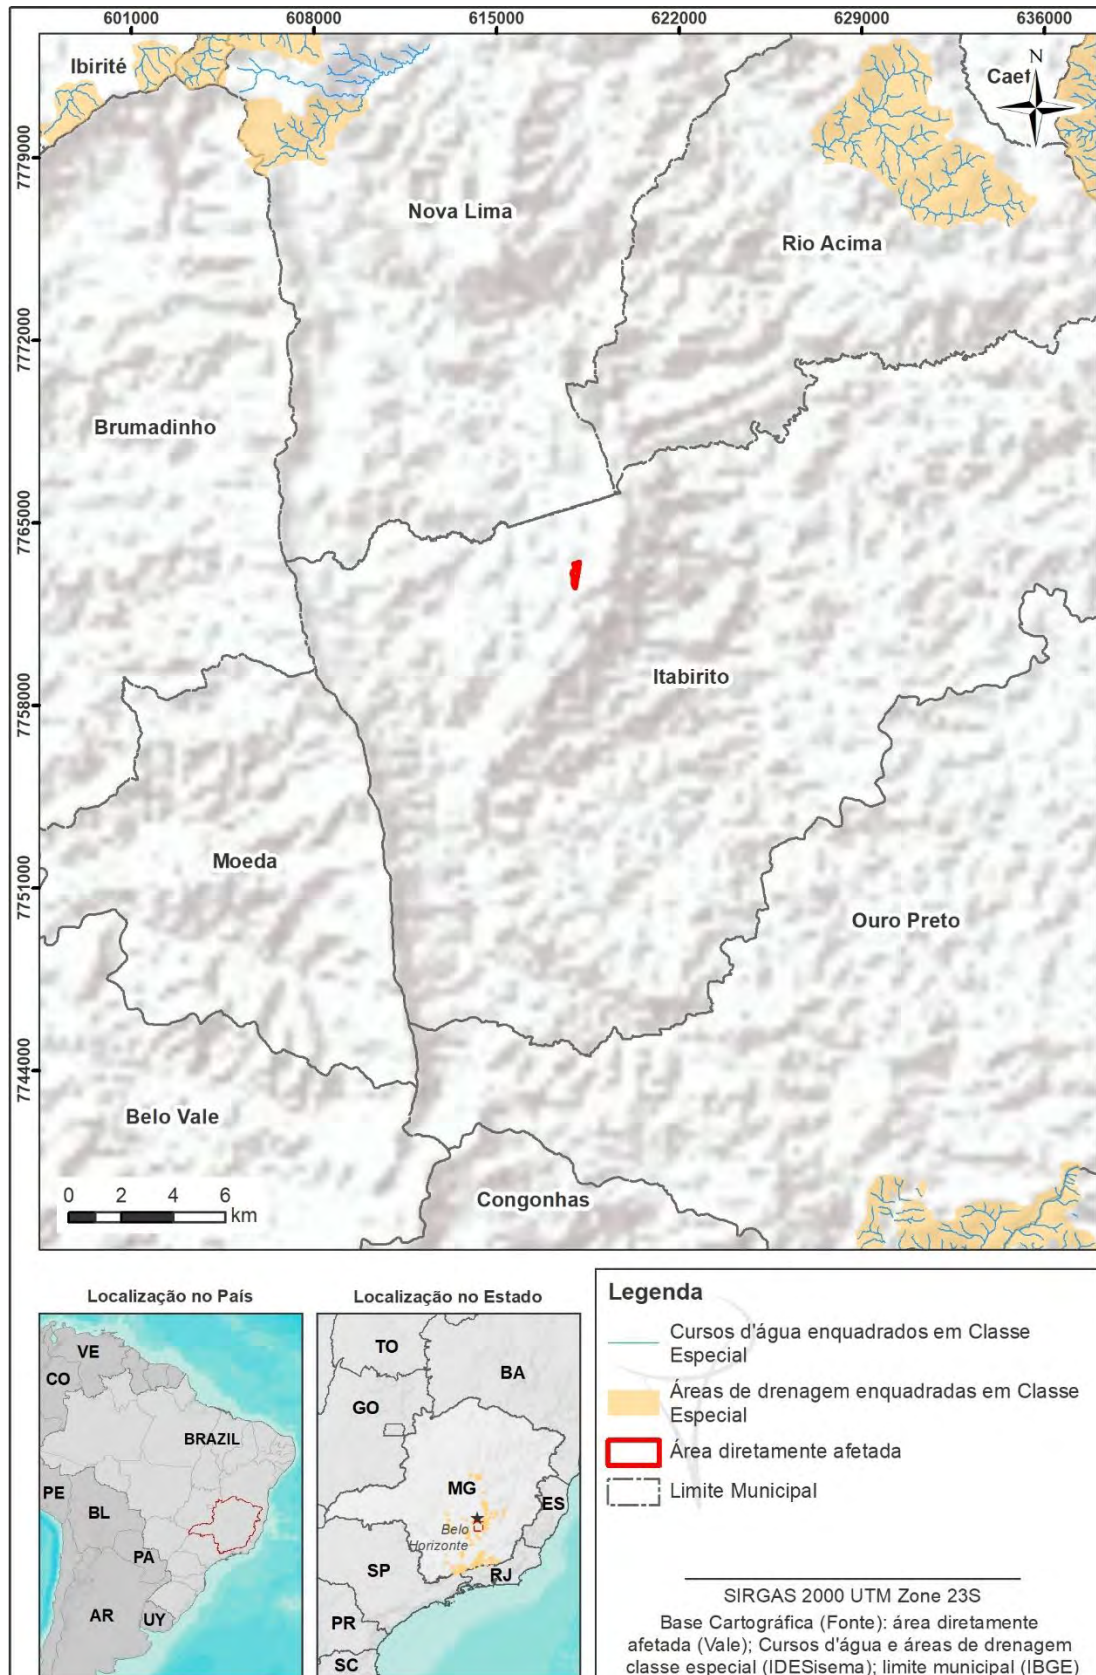 601000 608000 615000 622000 629000 636000
Ibirité
Caet
N
7779000
Nova Lima
Rio Acima
7772000
Brumadinho
7765000
Itabirito
7758000
Moeda
7751000
Ouro Preto
7744000
Belo Vale
Congonhas
0 2 4 6
km
Localização no País
VE
CO
BRAZIL
PE
BL
PA
AR
UY
Localização no Estado
TO
BA
GO
MG
ES
Belo
Horizonte
SP
RJ
PR
SC
Legenda
Cursos d'água enquadrados em Classe
Especial
Áreas de drenagem enquadradas em Classe
Especial
Área diretamente afetada
Limite Municipal
SIRGAS 2000 UTM Zone 23S
Base Cartográfica (Fonte): área diretamente
afetada (Vale); Cursos d'água e áreas de drenagem
classe especial (IDESisema); limite municipal (IBGE)